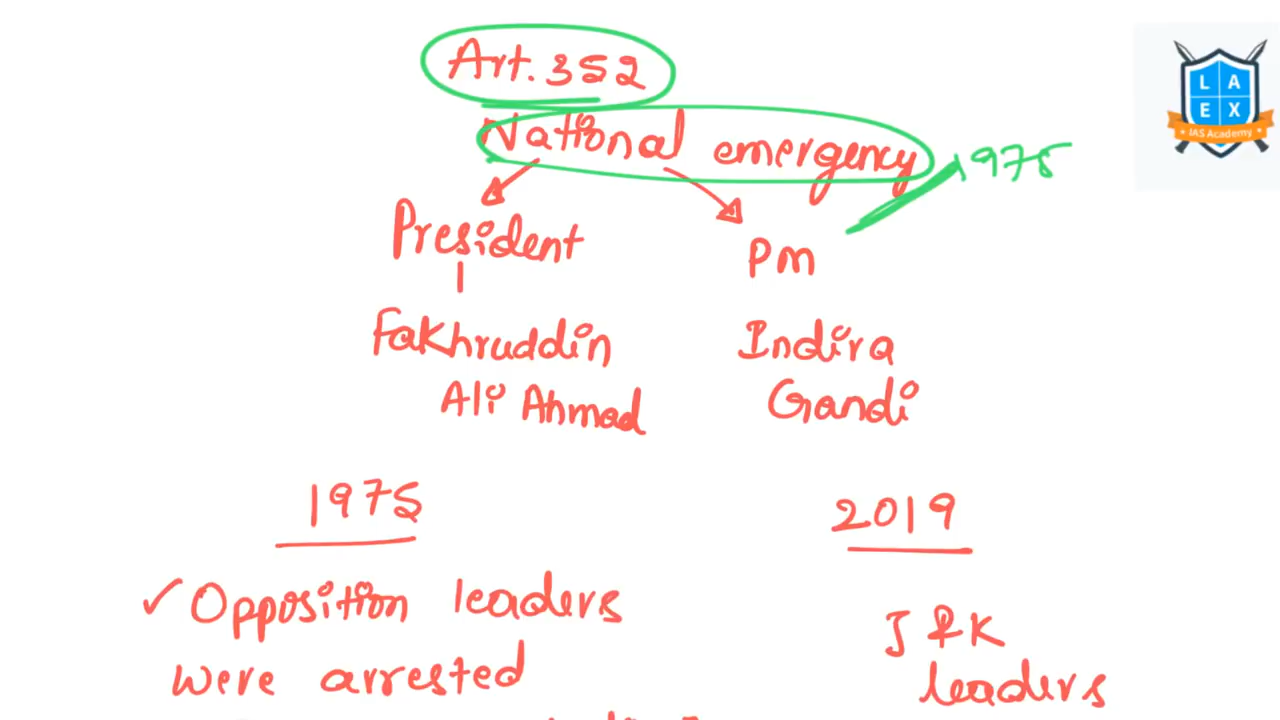 Art. 352
National emergency
1975
President
PM
Fakhruddin
Ali Ahmad
Indira
Gandi
1975
2019
✓ Opposition leaders
were arrested
J & K
leaders
L A
E X
IAS Academy